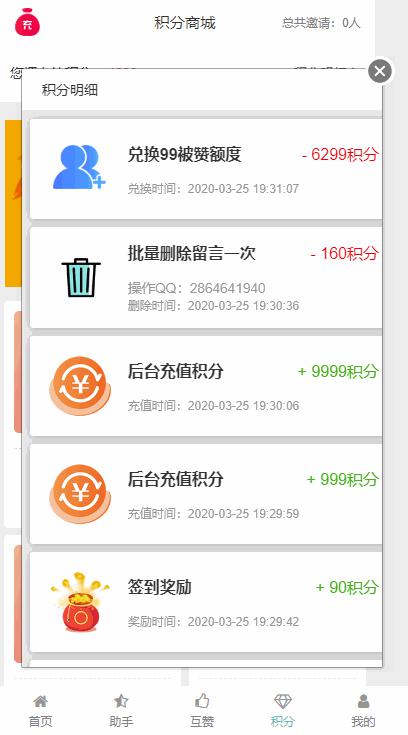 充
积分商城
总共邀请：0人
积分明细
兑换99被赞额度
- 6299积分
兑换时间：2020-03-25 19:31:07
批量删除留言一次
- 160积分
操作QQ：2864641940
删除时间：2020-03-25 19:30:36
后台充值积分
+ 9999积分
充值时间：2020-03-25 19:30:06
后台充值积分
+ 999积分
充值时间：2020-03-25 19:29:59
签到奖励
+ 90积分
奖励时间：2020-03-25 19:29:42
首页
助手
互赞
积分
我的